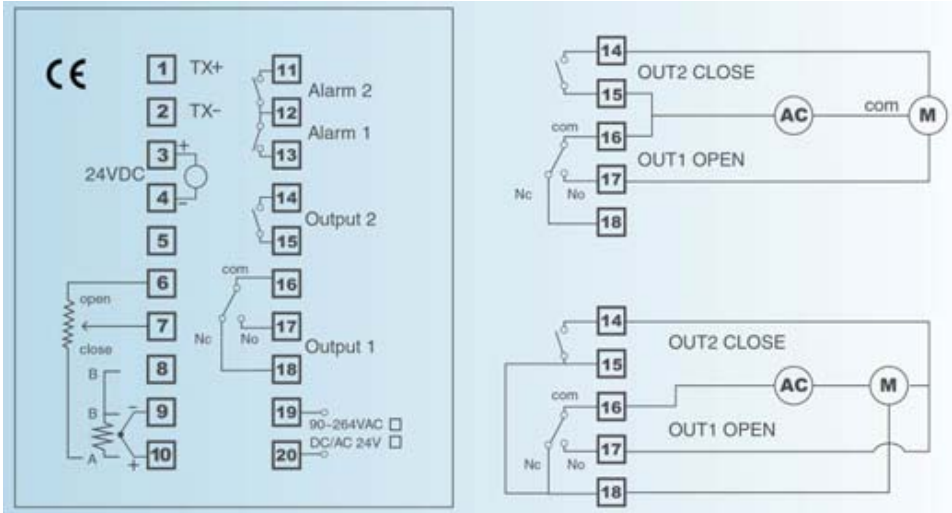 CE
1 TX+
2 TX-
3 +
24VDC
4 -
5
6
open
7
close
8
B
B
9 -
A
10 +
11
Alarm 2
12
Alarm 1
13
14
Output 2
15
com
16
17
Nc No
Output 1
18
19
90~264VAC
DC/AC 24V
20
14
OUT2 CLOSE
15
AC
com M
com
16
OUT1 OPEN
17
Nc No
18
14
OUT2 CLOSE
15
AC M
com
16
OUT1 OPEN
17
Nc No
18